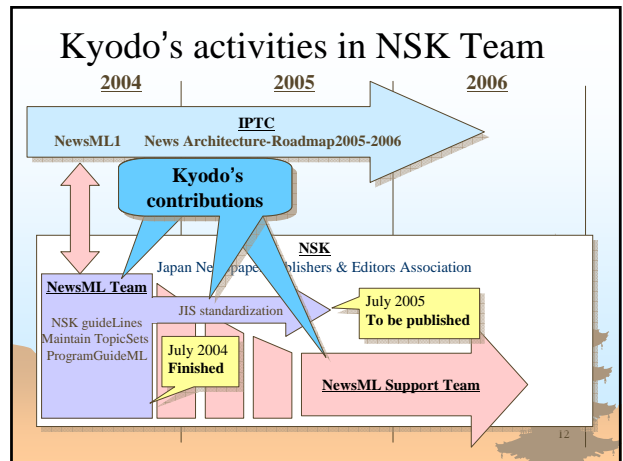 Kyodo's activities in NSK Team
2004 2005 2006
IPTC
NewsML1 News Architecture-Roadmap2005-2006
Kyodo's
contributions
NSK
Japan Newspaper Publishers & Editors Association
NewsML Team
JIS standardization
NSK guideLines
Maintain TopicSets
ProgramGuideML
July 2005
To be published
July 2004
Finished
NewsML Support Team
12